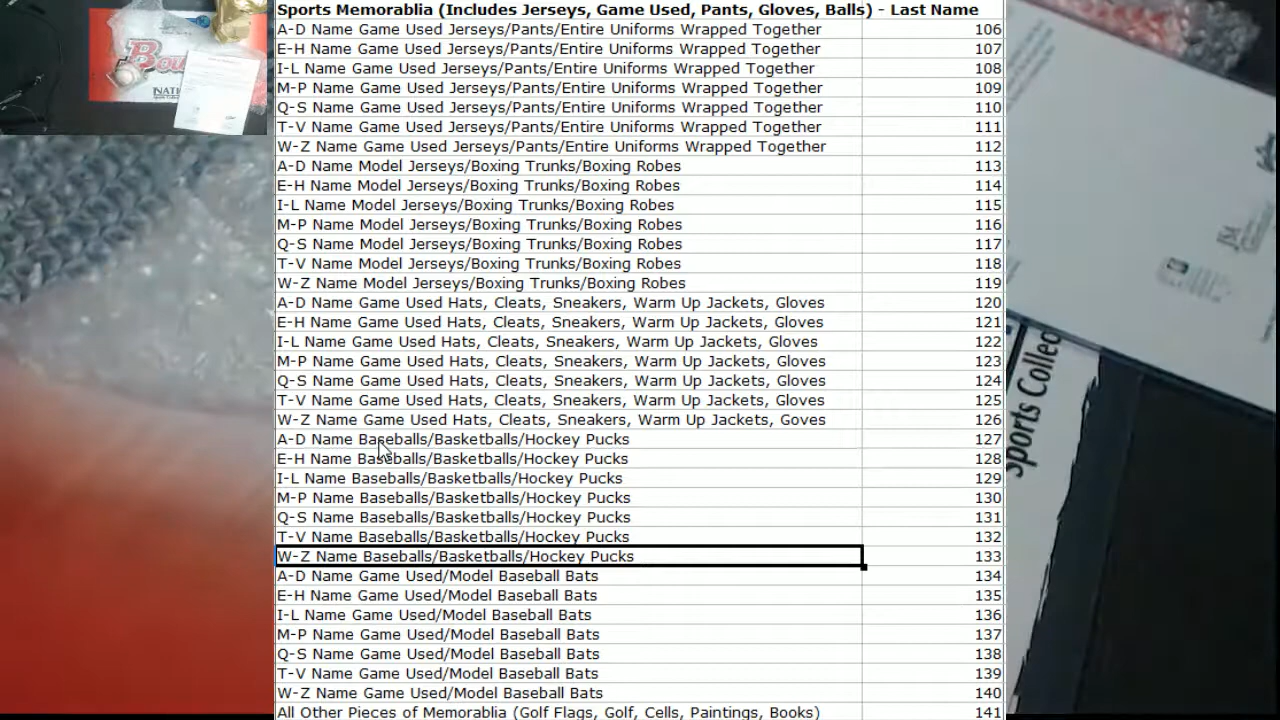 Sports Memorablia (Includes Jerseys, Game Used, Pants, Gloves, Balls) - Last Name
A-D Name Game Used Jerseys/Pants/Entire Uniforms Wrapped Together 106
E-H Name Game Used Jerseys/Pants/Entire Uniforms Wrapped Together 107
I-L Name Game Used Jerseys/Pants/Entire Uniforms Wrapped Together 108
M-P Name Game Used Jerseys/Pants/Entire Uniforms Wrapped Together 109
Q-S Name Game Used Jerseys/Pants/Entire Uniforms Wrapped Together 110
T-V Name Game Used Jerseys/Pants/Entire Uniforms Wrapped Together 111
W-Z Name Game Used Jerseys/Pants/Entire Uniforms Wrapped Together 112
A-D Name Model Jerseys/Boxing Trunks/Boxing Robes 113
E-H Name Model Jerseys/Boxing Trunks/Boxing Robes 114
I-L Name Model Jerseys/Boxing Trunks/Boxing Robes 115
M-P Name Model Jerseys/Boxing Trunks/Boxing Robes 116
Q-S Name Model Jerseys/Boxing Trunks/Boxing Robes 117
T-V Name Model Jerseys/Boxing Trunks/Boxing Robes 118
W-Z Name Model Jerseys/Boxing Trunks/Boxing Robes 119
A-D Name Game Used Hats, Cleats, Sneakers, Warm Up Jackets, Gloves 120
E-H Name Game Used Hats, Cleats, Sneakers, Warm Up Jackets, Gloves 121
I-L Name Game Used Hats, Cleats, Sneakers, Warm Up Jackets, Gloves 122
M-P Name Game Used Hats, Cleats, Sneakers, Warm Up Jackets, Gloves 123
Q-S Name Game Used Hats, Cleats, Sneakers, Warm Up Jackets, Gloves 124
T-V Name Game Used Hats, Cleats, Sneakers, Warm Up Jackets, Gloves 125
W-Z Name Game Used Hats, Cleats, Sneakers, Warm Up Jackets, Goves 126
A-D Name Baseballs/Basketballs/Hockey Pucks 127
E-H Name Baseballs/Basketballs/Hockey Pucks 128
I-L Name Baseballs/Basketballs/Hockey Pucks 129
M-P Name Baseballs/Basketballs/Hockey Pucks 130
Q-S Name Baseballs/Basketballs/Hockey Pucks 131
T-V Name Baseballs/Basketballs/Hockey Pucks 132
W-Z Name Baseballs/Basketballs/Hockey Pucks 133
A-D Name Game Used/Model Baseball Bats 134
E-H Name Game Used/Model Baseball Bats 135
I-L Name Game Used/Model Baseball Bats 136
M-P Name Game Used/Model Baseball Bats 137
Q-S Name Game Used/Model Baseball Bats 138
T-V Name Game Used/Model Baseball Bats 139
W-Z Name Game Used/Model Baseball Bats 140
All Other Pieces of Memorablia (Golf Flags, Golf, Cells, Paintings, Books) 141
Sports Collec